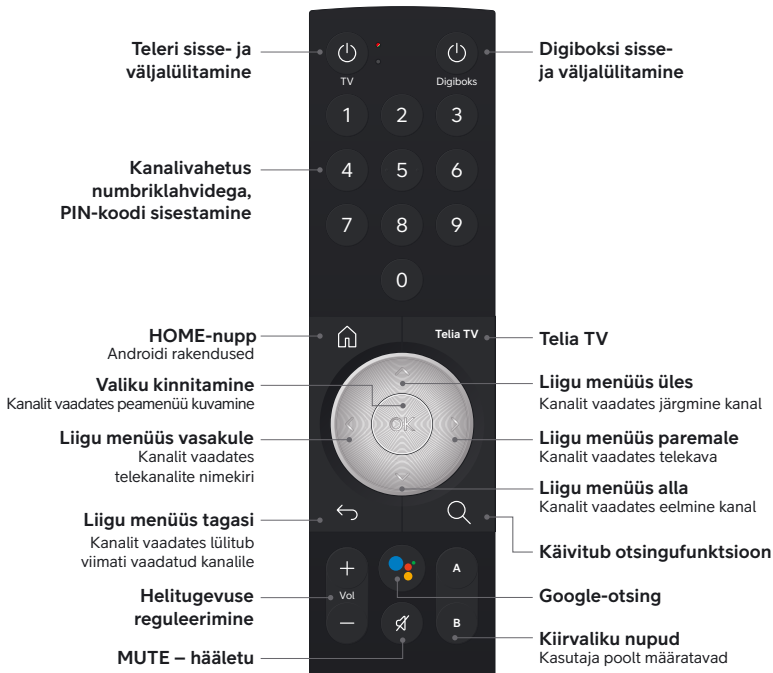 Teleri sisse- ja
väljalülitamine
Digiboksi sisse-
ja väljalülitamine
TV
Digiboks
1 2 3
Kanalivahetus
numbriklahvidega,
PIN-koodi sisestamine
4 5 6
7 8 9
0
HOME-nupp
Androidi rakendused
Telia TV
Telia TV
Valiku kinnitamine
Kanalit vaadates peamenüü kuvamine
Liigu menüüs üles
Kanalit vaadates järgmine kanal
OK
Liigu menüüs vasakule
Kanalit vaadates
telekanalite nimekiri
Liigu menüüs paremale
Kanalit vaadates telekava
Liigu menüüs alla
Kanalit vaadates eelmine kanal
Liigu menüüs tagasi
Kanalit vaadates lülitub
viimati vaadatud kanalile
Käivitub otsingufunktsioon
+
Vol
–
A
B
Helitugevuse
reguleerimine
Google-otsing
MUTE – hääletu
Kiirvaliku nupud
Kasutaja poolt määratavad